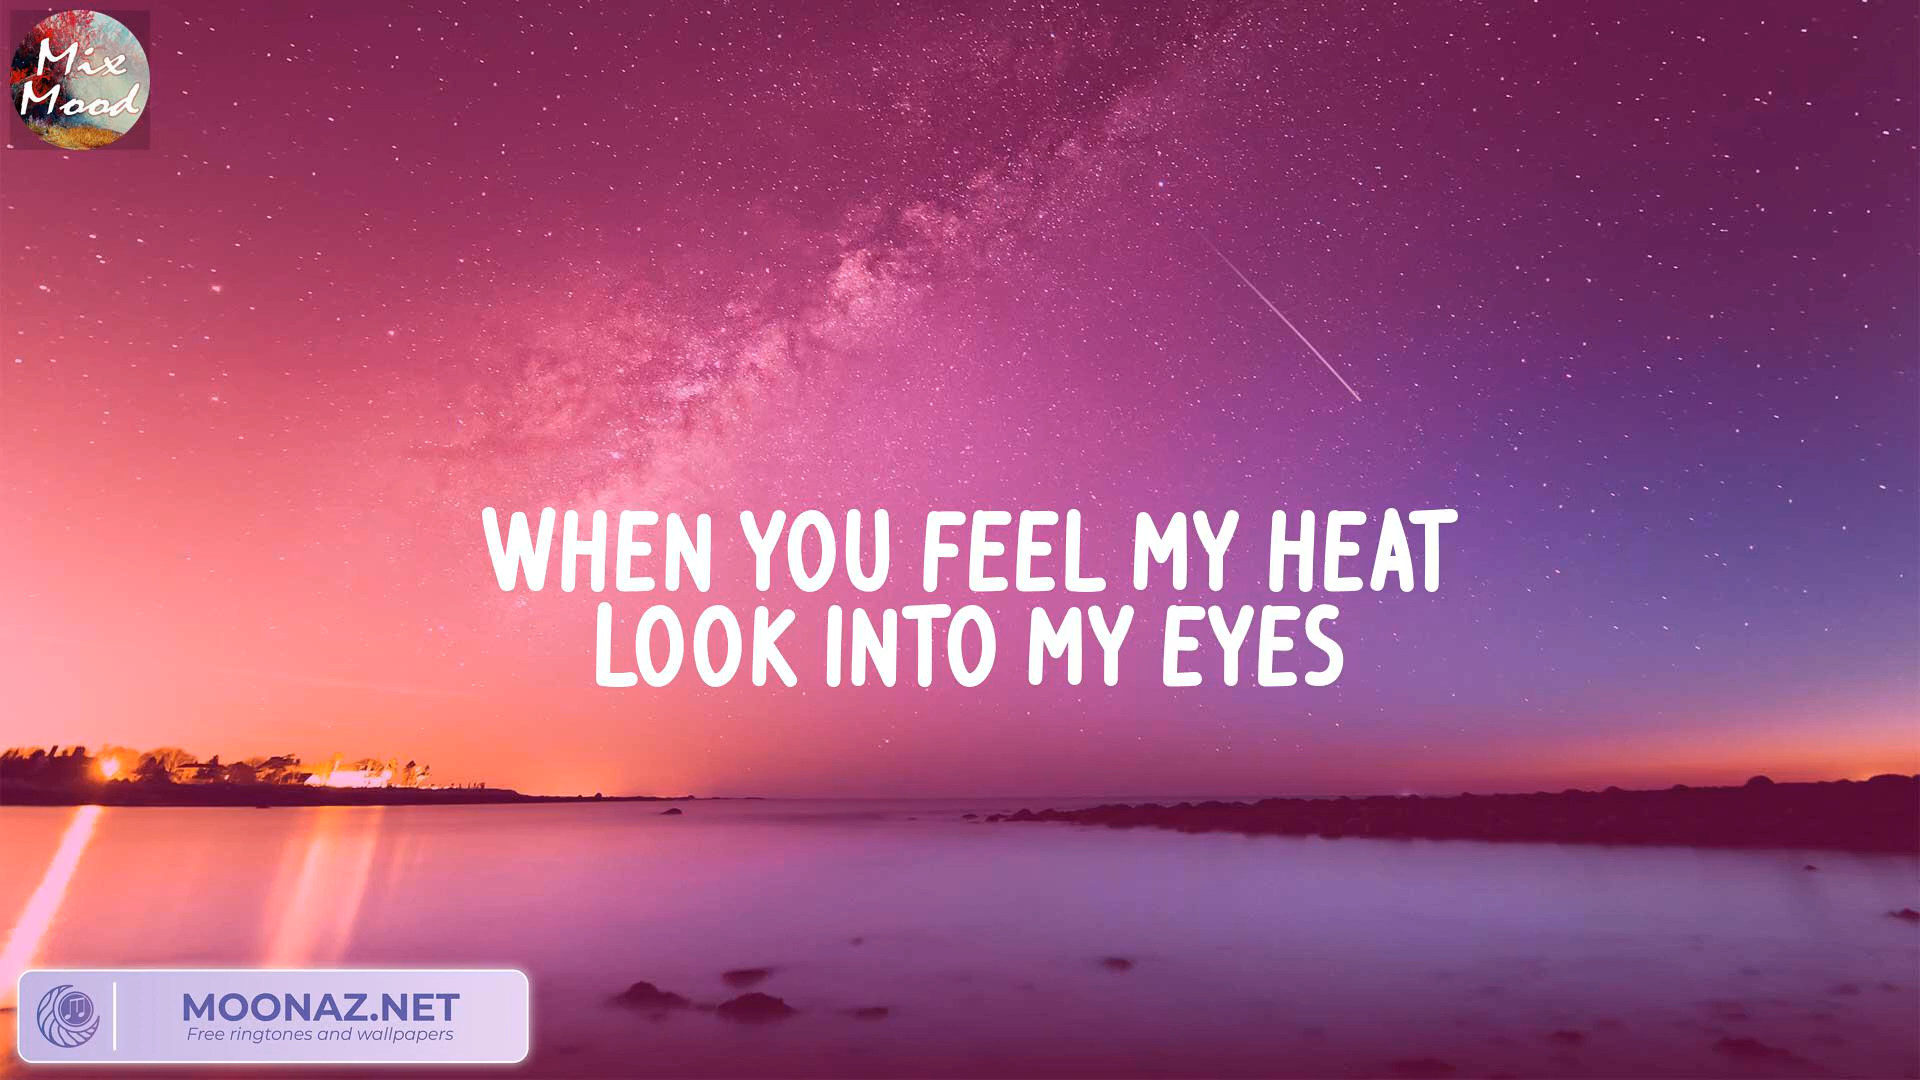 Mix
Mood
WHEN YOU FEEL MY HEAT
LOOK INTO MY EYES
MOONAZ.NET
Free ringtones and wallpapers